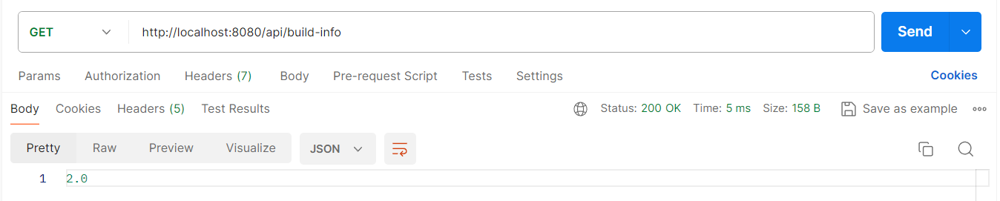 GET http://localhost:8080/api/build-info Send
Params Authorization Headers (7) Body Pre-request Script Tests Settings Cookies
Body Cookies Headers (5) Test Results Status: 200 OK Time: 5 ms Size: 158 B Save as example
Pretty Raw Preview Visualize JSON
1 2.0